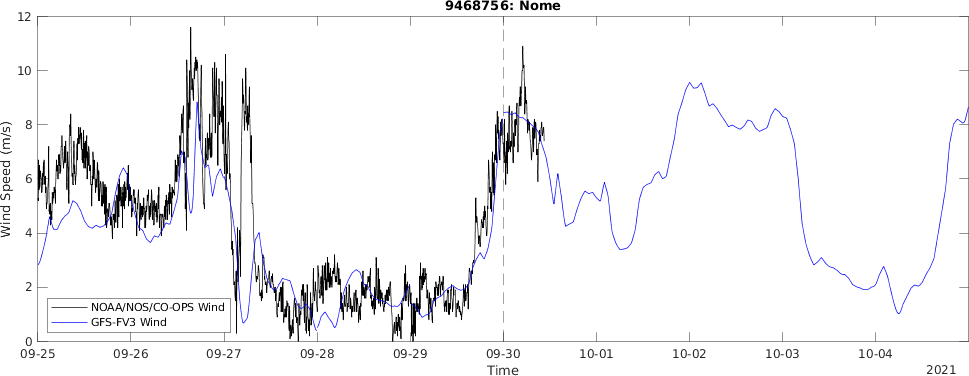 9468756: Nome
12
10
8
6
4
2
0
Wind Speed (m/s)
NOAA/NOS/CO-OPS Wind
GFS-FV3 Wind
09-25 09-26 09-27 09-28 09-29 09-30 10-01 10-02 10-03 10-04
Time
2021